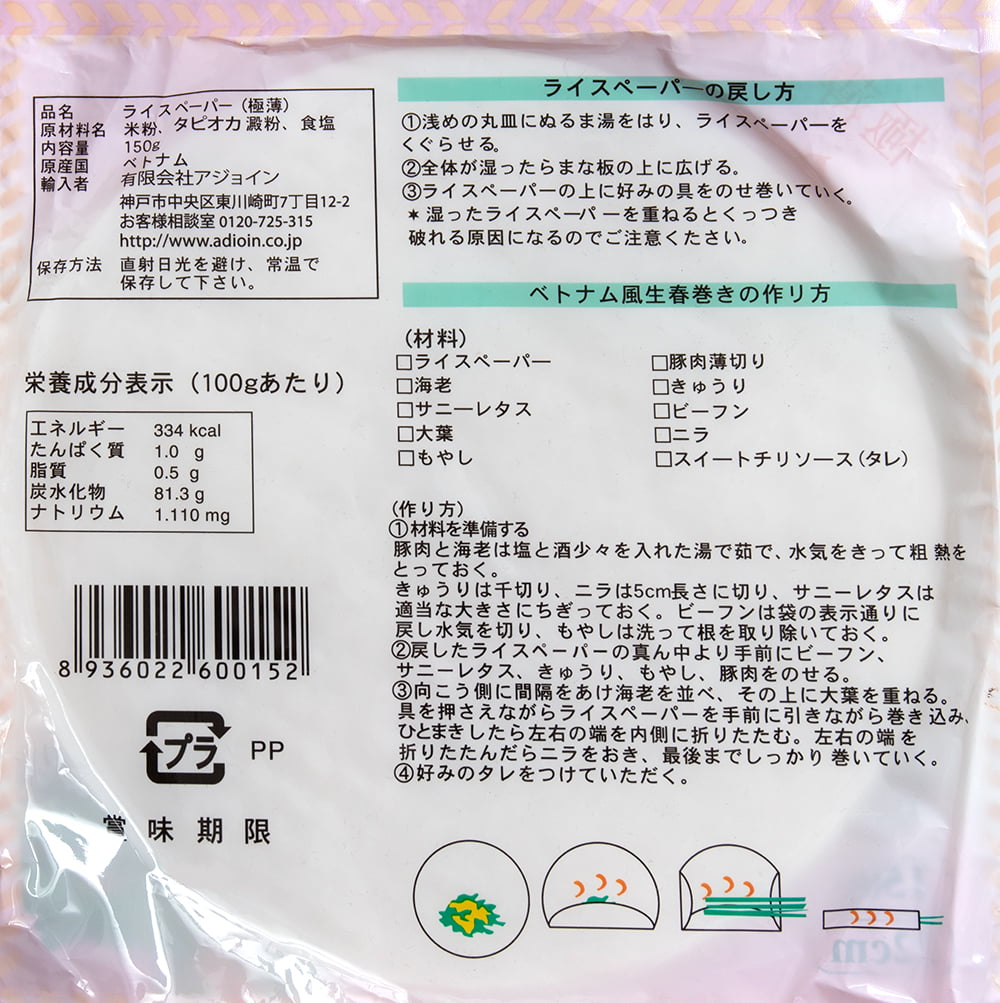 品名 ライスペーパー（極薄）
原材料名 米粉、タピオカ澱粉、食塩
内容量 150g
原産国 ベトナム
輸入者 有限会社アジョイン
神戸市中央区東川崎町7丁目12-2
お客様相談室 0120-725-315
http://www.adioin.co.jp
保存方法 直射日光を避け、常温で
保存して下さい。
栄養成分表示（100gあたり）
エネルギー 334 kcal
たんぱく質 1.0 g
脂質 0.5 g
炭水化物 81.3 g
ナトリウム 1.110 mg
8 936022 600152
プラ PP
賞味期限
ライスペーパーの戻し方
①浅めの丸皿にぬるま湯をはり、ライスペーパーを
くぐらせる。
②全体が湿ったらまな板の上に広げる。
③ライスペーパーの上に好みの具をのせ巻いていく。
＊湿ったライスペーパーを重ねるとくっつき
破れる原因になるのでご注意ください。
ベトナム風生春巻きの作り方
（材料）
□ライスペーパー □豚肉薄切り
□海老 □きゅうり
□サニーレタス □ビーフン
□大葉 □ニラ
□もやし □スイートチリソース（タレ）
（作り方）
①材料を準備する
豚肉と海老は塩と酒少々を入れた湯で茹で、水気をきって粗熱を
とっておく。
きゅうりは千切り、ニラは5cm長さに切り、サニーレタスは
適当な大きさにちぎっておく。ビーフンは袋の表示通りに
戻し水気を切り、もやしは洗って根を取り除いておく。
②戻したライスペーパーの真ん中より手前にビーフン、
サニーレタス、きゅうり、もやし、豚肉をのせる。
③向こう側に間隔をあけ海老を並べ、その上に大葉を重ねる。
具を押さえながらライスペーパーを手前に引きながら巻き込み、
ひとまきしたら左右の端を内側に折りたたむ。左右の端を
折りたたんだらニラをおき、最後までしっかり巻いていく。
④好みのタレをつけていただく。
2cm